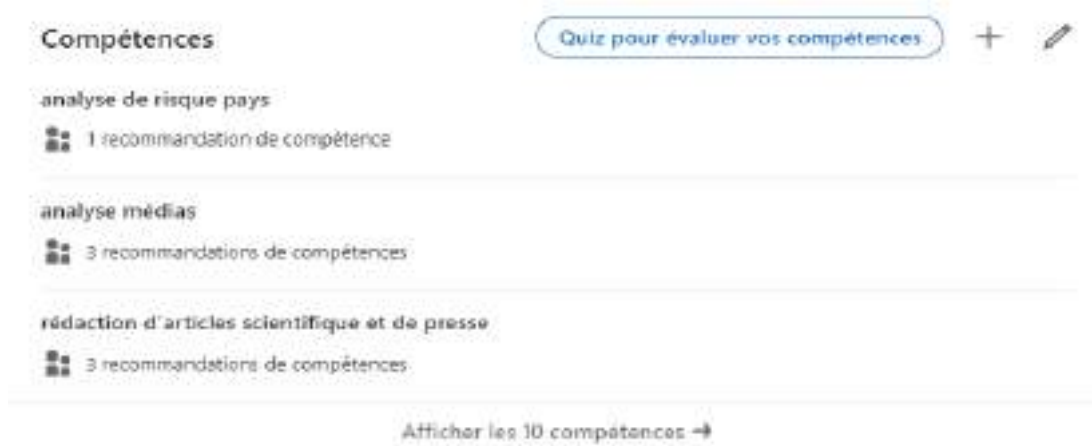 Compétences
Quiz pour évaluer vos compétences
analyse de risque pays
1 recommandation de compétence
analyse médias
3 recommandations de compétences
rédaction d'articles scientifique et de presse
3 recommandations de compétences
Afficher les 10 compétences →